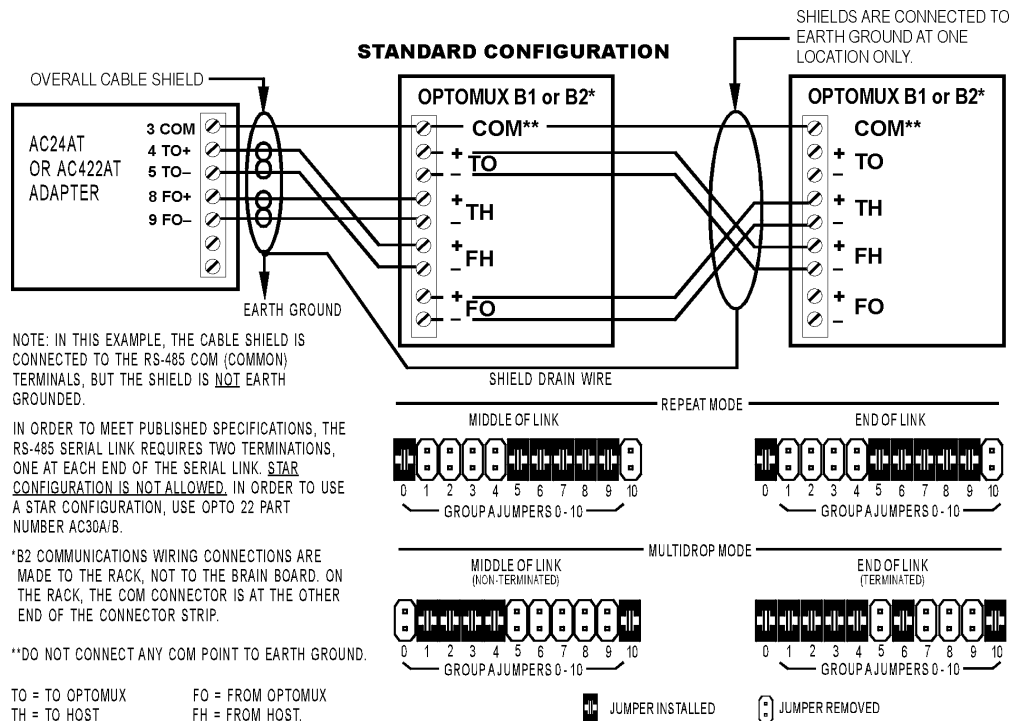 SHIELDS ARE CONNECTED TO
EARTH GROUND AT ONE
LOCATION ONLY.
STANDARD CONFIGURATION
OVERALL CABLE SHIELD
AC24AT
OR AC422AT
ADAPTER
3 COM
4 TO+
5 TO–
8 FO+
9 FO–
EARTH GROUND
OPTOMUX B1 or B2*
COM**
+
TO
–
+
TH
–
+
FH
–
+
FO
–
OPTOMUX B1 or B2*
COM**
+
TO
–
+
TH
–
+
FH
–
+
FO
–
SHIELD DRAIN WIRE
NOTE: IN THIS EXAMPLE, THE CABLE SHIELD IS
CONNECTED TO THE RS-485 COM (COMMON)
TERMINALS, BUT THE SHIELD IS NOT EARTH
GROUNDED.
IN ORDER TO MEET PUBLISHED SPECIFICATIONS, THE
RS-485 SERIAL LINK REQUIRES TWO TERMINATIONS,
ONE AT EACH END OF THE SERIAL LINK. STAR
CONFIGURATION IS NOT ALLOWED. IN ORDER TO USE
A STAR CONFIGURATION, USE OPTO 22 PART
NUMBER AC30A/B.
*B2 COMMUNICATIONS WIRING CONNECTIONS ARE
MADE TO THE RACK, NOT TO THE BRAIN BOARD. ON
THE RACK, THE COM CONNECTOR IS AT THE OTHER
END OF THE CONNECTOR STRIP.
**DO NOT CONNECT ANY COM POINT TO EARTH GROUND.
TO = TO OPTOMUX FO = FROM OPTOMUX
TH = TO HOST FH = FROM HOST.
REPEAT MODE
MIDDLE OF LINK
0 1 2 3 4 5 6 7 8 9 10
GROUP A JUMPERS 0 - 10
END OF LINK
0 1 2 3 4 5 6 7 8 9 10
GROUP A JUMPERS 0 - 10
MULTIDROP MODE
MIDDLE OF LINK
(NON-TERMINATED)
0 1 2 3 4 5 6 7 8 9 10
GROUP A JUMPERS 0 - 10
END OF LINK
(TERMINATED)
0 1 2 3 4 5 6 7 8 9 10
GROUP A JUMPERS 0 - 10
JUMPER INSTALLED
JUMPER REMOVED